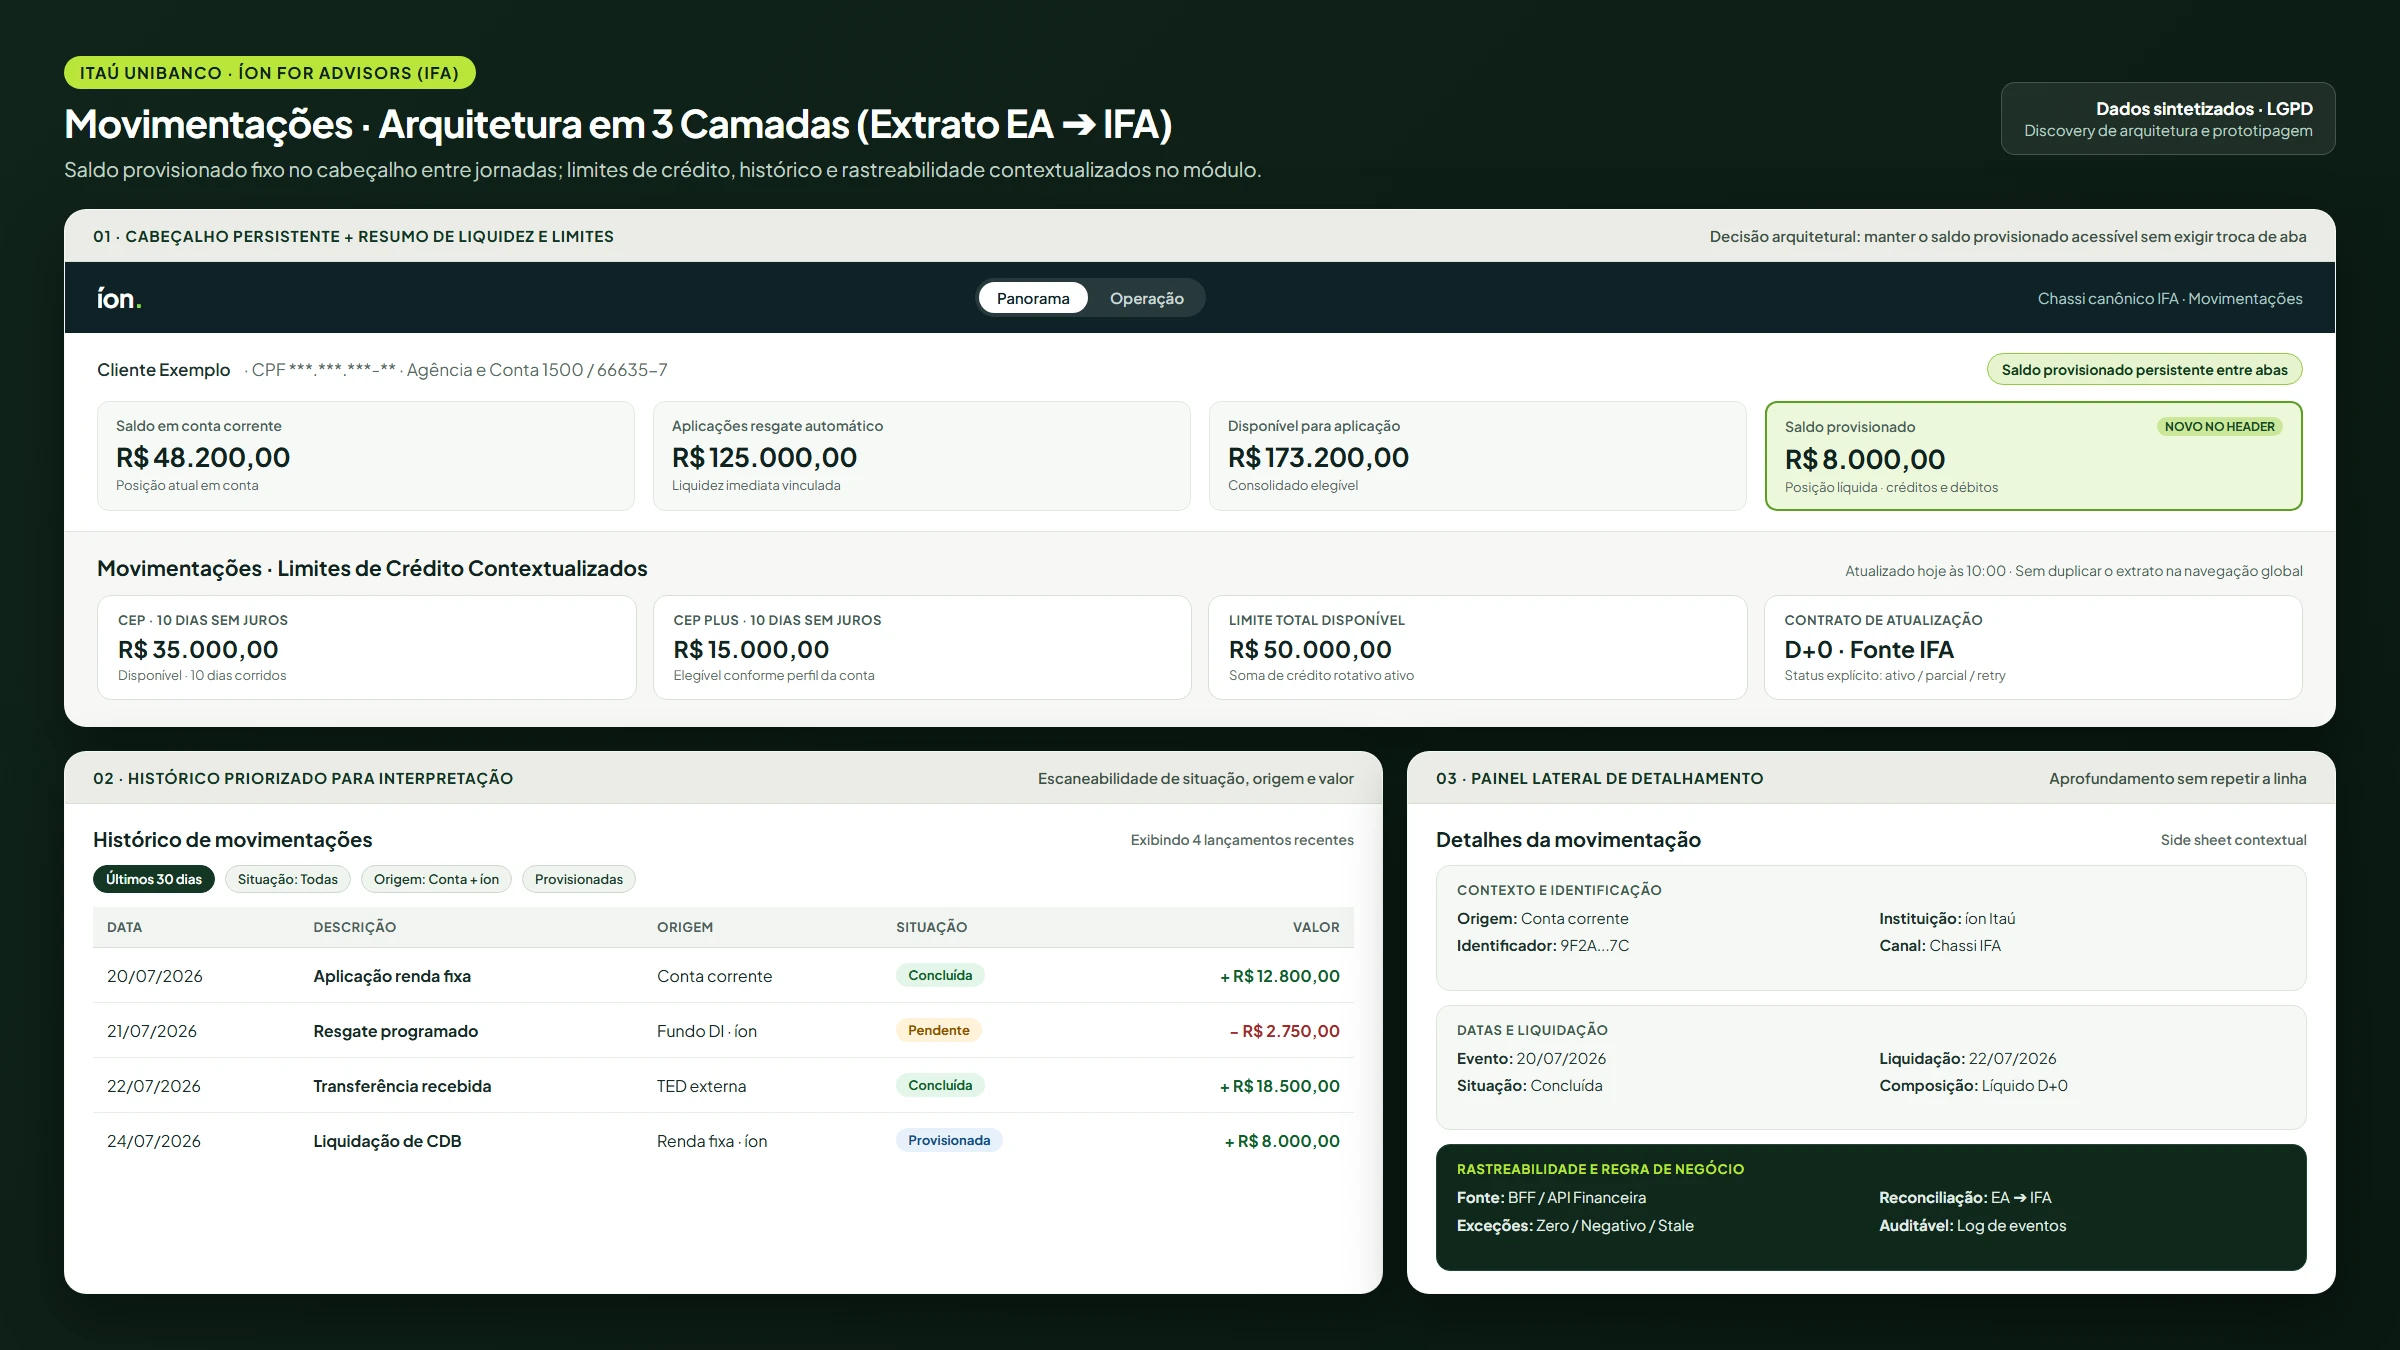 ITAÚ UNIBANCO · ÍON FOR ADVISORS (IFA)
Movimentações · Arquitetura em 3 Camadas (Extrato EA ➔ IFA)
Saldo provisionado fixo no cabeçalho entre jornadas; limites de crédito, histórico e rastreabilidade contextualizados no módulo.
Dados sintetizados · LGPD
Discovery de arquitetura e prototipagem
01 · CABEÇALHO PERSISTENTE + RESUMO DE LIQUIDEZ E LIMITES
Decisão arquitetural: manter o saldo provisionado acessível sem exigir troca de aba
íon.
Panorama
Operação
Chassi canônico IFA · Movimentações
Cliente Exemplo · CPF ***.***.***-** · Agência e Conta 1500 / 66635-7
Saldo provisionado persistente entre abas
Saldo em conta corrente
R$ 48.200,00
Posição atual em conta
Aplicações resgate automático
R$ 125.000,00
Liquidez imediata vinculada
Disponível para aplicação
R$ 173.200,00
Consolidado elegível
Saldo provisionado
NOVO NO HEADER
R$ 8.000,00
Posição líquida · créditos e débitos
Movimentações · Limites de Crédito Contextualizados
Atualizado hoje às 10:00 · Sem duplicar o extrato na navegação global
CEP · 10 DIAS SEM JUROS
R$ 35.000,00
Disponível · 10 dias corridos
CEP PLUS · 10 DIAS SEM JUROS
R$ 15.000,00
Elegível conforme perfil da conta
LIMITE TOTAL DISPONÍVEL
R$ 50.000,00
Soma de crédito rotativo ativo
CONTRATO DE ATUALIZAÇÃO
D+0 · Fonte IFA
Status explícito: ativo / parcial / retry
02 · HISTÓRICO PRIORIZADO PARA INTERPRETAÇÃO
Escaneabilidade de situação, origem e valor
Histórico de movimentações
Exibindo 4 lançamentos recentes
Últimos 30 dias
Situação: Todas
Origem: Conta + íon
Provisionadas
DATA DESCRIÇÃO ORIGEM SITUAÇÃO VALOR
20/07/2026 Aplicação renda fixa Conta corrente Concluída + R$ 12.800,00
21/07/2026 Resgate programado Fundo DI · íon Pendente – R$ 2.750,00
22/07/2026 Transferência recebida TED externa Concluída + R$ 18.500,00
24/07/2026 Liquidação de CDB Renda fixa · íon Provisionada + R$ 8.000,00
03 · PAINEL LATERAL DE DETALHAMENTO
Aprofundamento sem repetir a linha
Detalhes da movimentação
Side sheet contextual
CONTEXTO E IDENTIFICAÇÃO
Origem: Conta corrente
Instituição: íon Itaú
Identificador: 9F2A...7C
Canal: Chassi IFA
DATAS E LIQUIDAÇÃO
Evento: 20/07/2026
Liquidação: 22/07/2026
Situação: Concluída
Composição: Líquido D+0
RASTREABILIDADE E REGRA DE NEGÓCIO
Fonte: BFF / API Financeira
Reconciliação: EA ➔ IFA
Exceções: Zero / Negativo / Stale
Auditável: Log de eventos